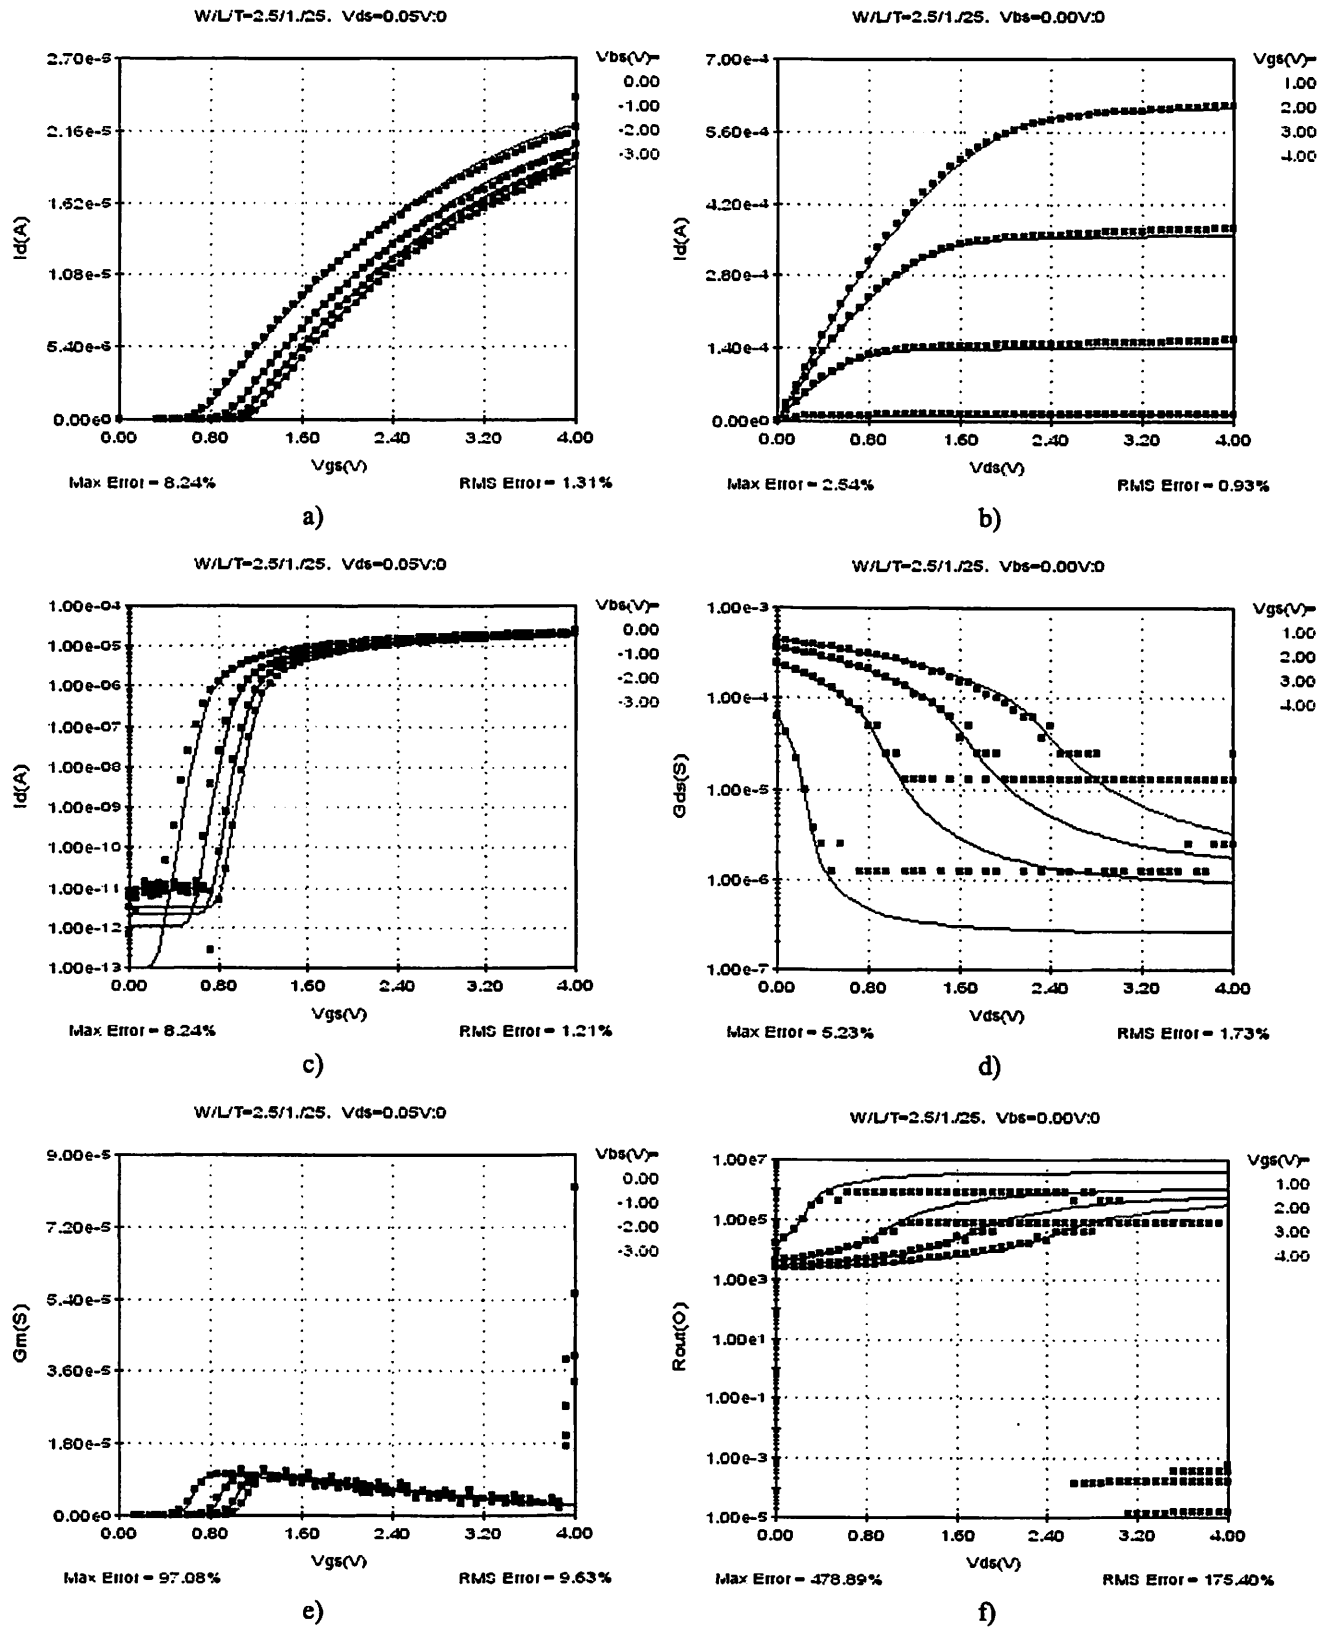 W/L/T=2.5/1./25. Vds=0.05V:0
Vbs(V)=
0.00
-1.00
-2.00
-3.00
2.70e-5
2.16e-5
1.62e-5
1.08e-5
5.40e-6
0.00e0
Id(A)
0.00 0.80 1.60 2.40 3.20 4.00
Vgs(V)
Max Error = 8.24% RMS Error = 1.31%
a)
W/L/T=2.5/1./25. Vbs=0.00V:0
Vgs(V)=
1.00
2.00
3.00
4.00
7.00e-4
5.60e-4
4.20e-4
2.80e-4
1.40e-4
0.00e0
Id(A)
0.00 0.80 1.60 2.40 3.20 4.00
Vds(V)
Max Error = 2.54% RMS Error = 0.93%
b)
W/L/T=2.5/1./25. Vds=0.05V:0
Vbs(V)=
0.00
-1.00
-2.00
-3.00
1.00e-04
1.00e-05
1.00e-06
1.00e-07
1.00e-08
1.00e-09
1.00e-10
1.00e-11
1.00e-12
1.00e-13
Id(A)
0.00 0.80 1.60 2.40 3.20 4.00
Vgs(V)
Max Error = 8.24% RMS Error = 1.21%
c)
W/L/T=2.5/1./25. Vbs=0.00V:0
Vgs(V)=
1.00
2.00
3.00
4.00
1.00e-3
1.00e-4
1.00e-5
1.00e-6
1.00e-7
Gds(S)
0.00 0.80 1.60 2.40 3.20 4.00
Vds(V)
Max Error = 5.23% RMS Error = 1.73%
d)
W/L/T=2.5/1./25. Vds=0.05V:0
Vbs(V)=
0.00
-1.00
-2.00
-3.00
9.00e-5
7.20e-5
5.40e-5
3.60e-5
1.80e-5
0.00e0
Gm(S)
0.00 0.80 1.60 2.40 3.20 4.00
Vgs(V)
Max Error = 97.08% RMS Error = 9.63%
e)
W/L/T=2.5/1./25. Vbs=0.00V:0
Vgs(V)=
1.00
2.00
3.00
4.00
1.00e7
1.00e5
1.00e3
1.00e1
1.00e-1
1.00e-3
1.00e-5
Rout(O)
0.00 0.80 1.60 2.40 3.20 4.00
Vds(V)
Max Error = 478.89% RMS Error = 175.40%
f)